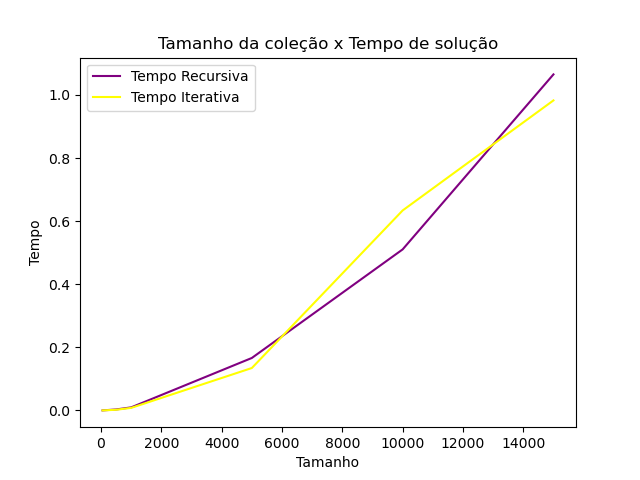 Tamanho da coleção x Tempo de solução
Tempo Recursiva
Tempo Iterativa
1.0
0.8
0.6
0.4
0.2
0.0
Tempo
0 2000 4000 6000 8000 10000 12000 14000
Tamanho